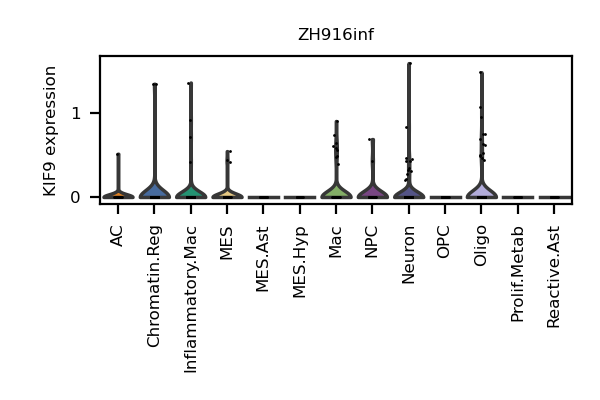 ZH916inf
KIF9 expression
1
0
AC
Chromatin.Reg
Inflammatory.Mac
MES
MES.Ast
MES.Hyp
Mac
NPC
Neuron
OPC
Oligo
Prolif.Metab
Reactive.Ast